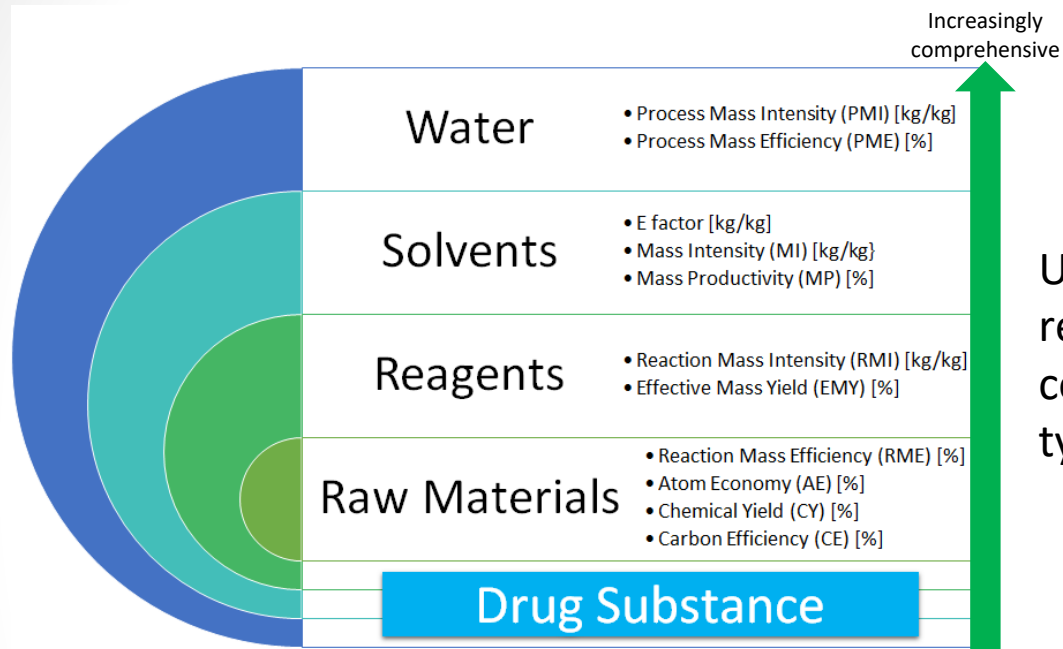 Increasingly
comprehensive
Water
• Process Mass Intensity (PMI) [kg/kg]
• Process Mass Efficiency (PME) [%]
Solvents
• E factor [kg/kg]
• Mass Intensity (MI) [kg/kg}
• Mass Productivity (MP) [%]
Reagents
• Reaction Mass Intensity (RMI) [kg/kg]
• Effective Mass Yield (EMY) [%]
Raw Materials
• Reaction Mass Efficiency (RME) [%]
• Atom Economy (AE) [%]
• Chemical Yield (CY) [%]
• Carbon Efficiency (CE) [%]
Drug Substance